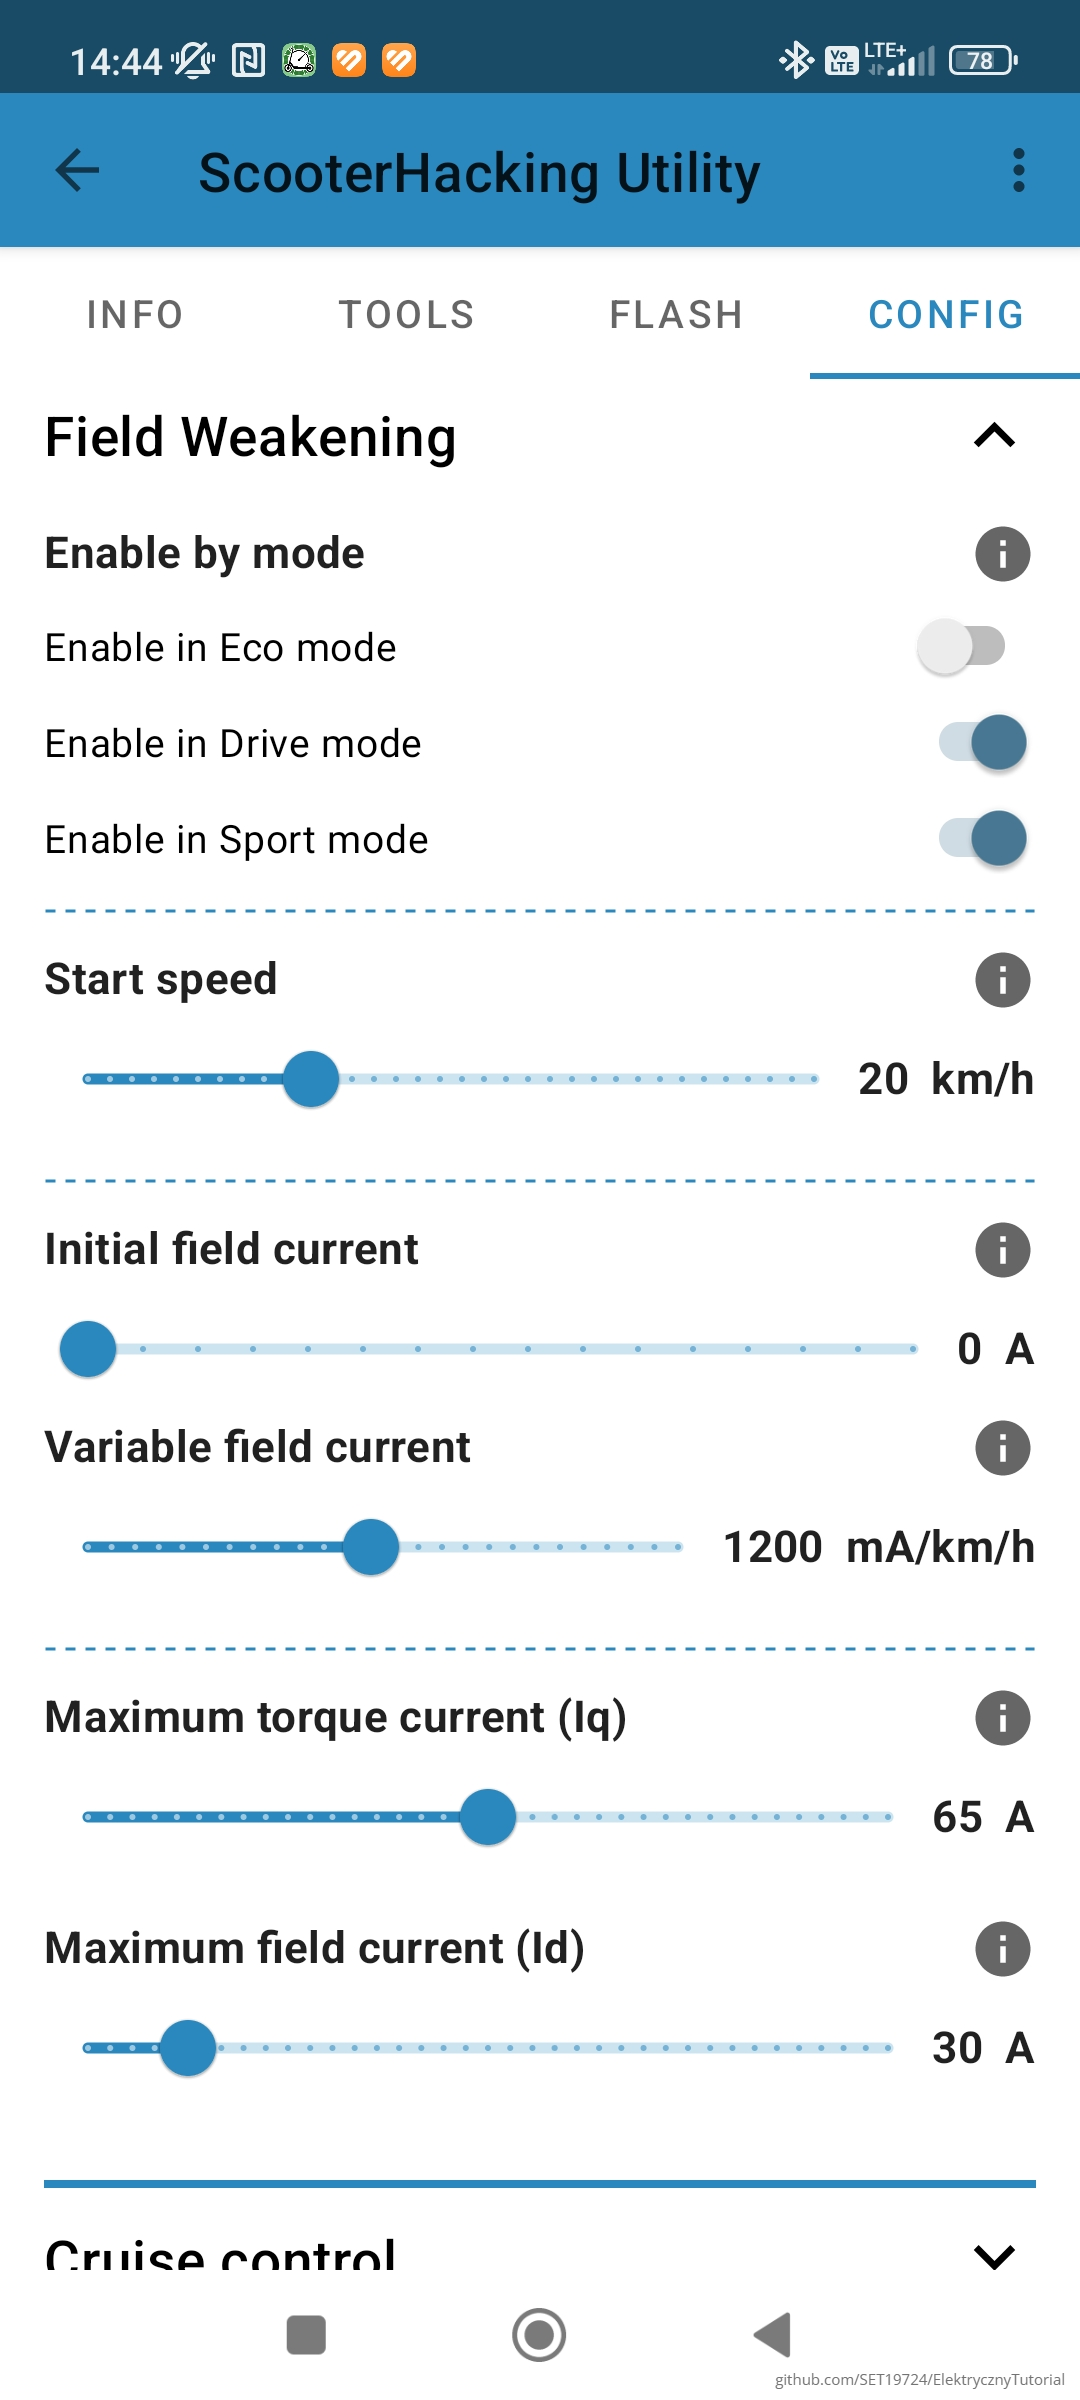 14:44
VoLTE LTE+ 78
ScooterHacking Utility
INFO TOOLS FLASH CONFIG
Field Weakening
Enable by mode
Enable in Eco mode
Enable in Drive mode
Enable in Sport mode
Start speed
20 km/h
Initial field current
0 A
Variable field current
1200 mA/km/h
Maximum torque current (Iq)
65 A
Maximum field current (Id)
30 A
Cruise control
github.com/SET19724/ElektrycznyTutorial